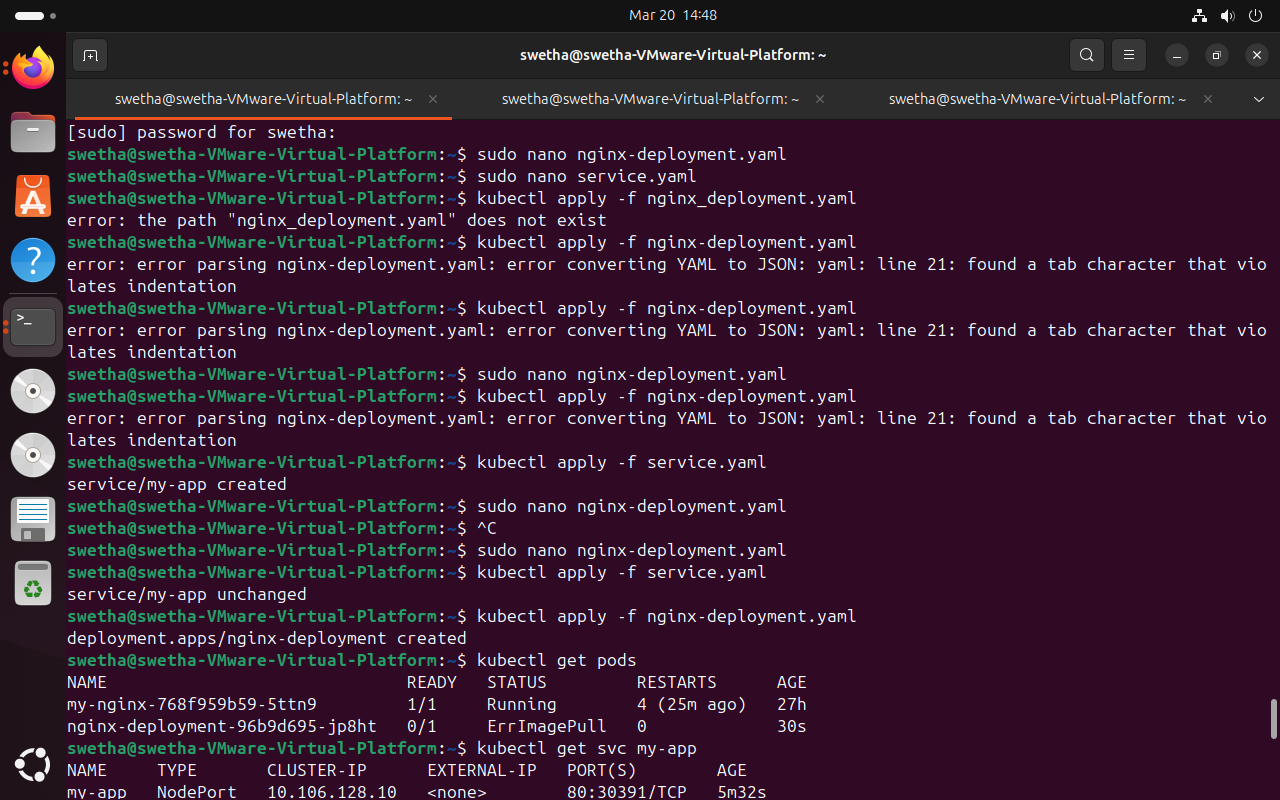 Mar 20 14:48
swetha@swetha-VMware-Virtual-Platform: ~
swetha@swetha-VMware-Virtual-Platform: ~
swetha@swetha-VMware-Virtual-Platform: ~
swetha@swetha-VMware-Virtual-Platform: ~
[sudo] password for swetha:
swetha@swetha-VMware-Virtual-Platform:~$ sudo nano nginx-deployment.yaml
swetha@swetha-VMware-Virtual-Platform:~$ sudo nano service.yaml
swetha@swetha-VMware-Virtual-Platform:~$ kubectl apply -f nginx_deployment.yaml
error: the path "nginx_deployment.yaml" does not exist
swetha@swetha-VMware-Virtual-Platform:~$ kubectl apply -f nginx-deployment.yaml
error: error parsing nginx-deployment.yaml: error converting YAML to JSON: yaml: line 21: found a tab character that vio
lates indentation
swetha@swetha-VMware-Virtual-Platform:~$ kubectl apply -f nginx-deployment.yaml
error: error parsing nginx-deployment.yaml: error converting YAML to JSON: yaml: line 21: found a tab character that vio
lates indentation
swetha@swetha-VMware-Virtual-Platform:~$ sudo nano nginx-deployment.yaml
swetha@swetha-VMware-Virtual-Platform:~$ kubectl apply -f nginx-deployment.yaml
error: error parsing nginx-deployment.yaml: error converting YAML to JSON: yaml: line 21: found a tab character that vio
lates indentation
swetha@swetha-VMware-Virtual-Platform:~$ kubectl apply -f service.yaml
service/my-app created
swetha@swetha-VMware-Virtual-Platform:~$ sudo nano nginx-deployment.yaml
swetha@swetha-VMware-Virtual-Platform:~$ ^C
swetha@swetha-VMware-Virtual-Platform:~$ sudo nano nginx-deployment.yaml
swetha@swetha-VMware-Virtual-Platform:~$ kubectl apply -f service.yaml
service/my-app unchanged
swetha@swetha-VMware-Virtual-Platform:~$ kubectl apply -f nginx-deployment.yaml
deployment.apps/nginx-deployment created
swetha@swetha-VMware-Virtual-Platform:~$ kubectl get pods
NAME READY STATUS RESTARTS AGE
my-nginx-768f959b59-5ttn9 1/1 Running 4 (25m ago) 27h
nginx-deployment-96b9d695-jp8ht 0/1 ErrImagePull 0 30s
swetha@swetha-VMware-Virtual-Platform:~$ kubectl get svc my-app
NAME TYPE CLUSTER-IP EXTERNAL-IP PORT(S) AGE
my-app NodePort 10.106.128.10 <none> 80:30391/TCP 5m32s